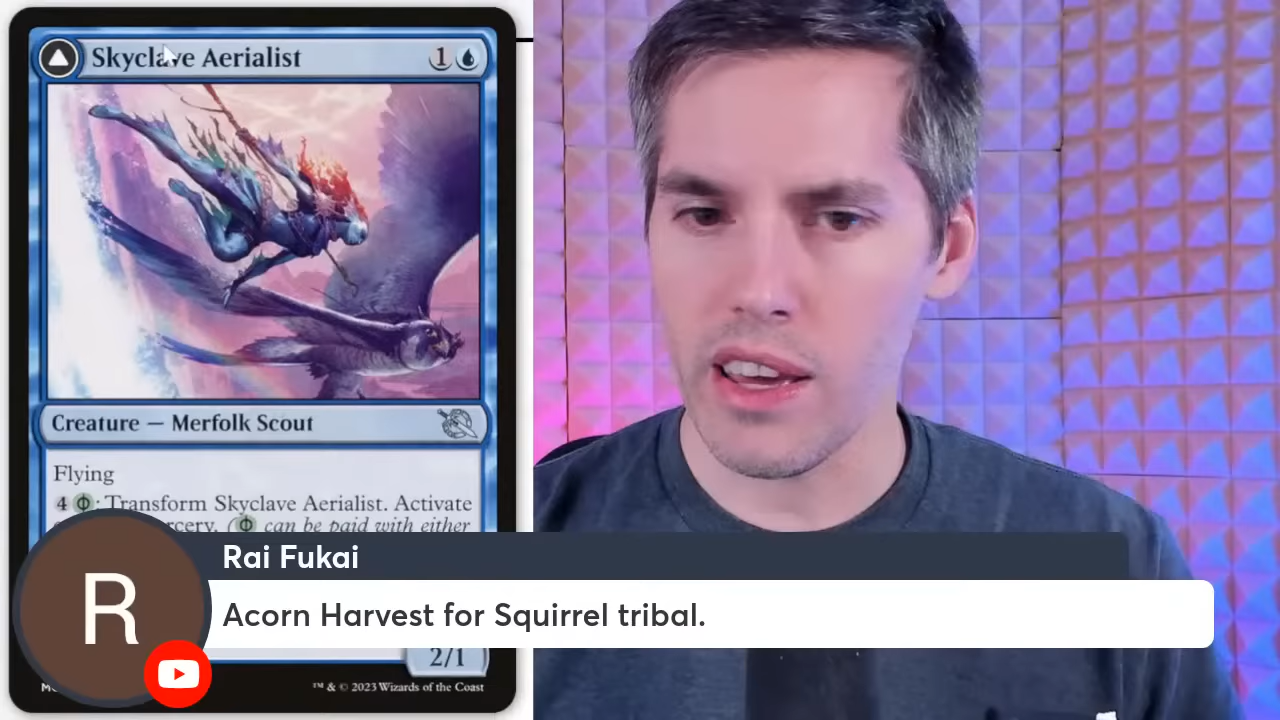 Skyclave Aerialist 1
Creature — Merfolk Scout
Flying
4 : Transform Skyclave Aerialist. Activate
can be paid with either
Rai Fukai
R
Acorn Harvest for Squirrel tribal.
2/1
™ & © 2023 Wizards of the Coast